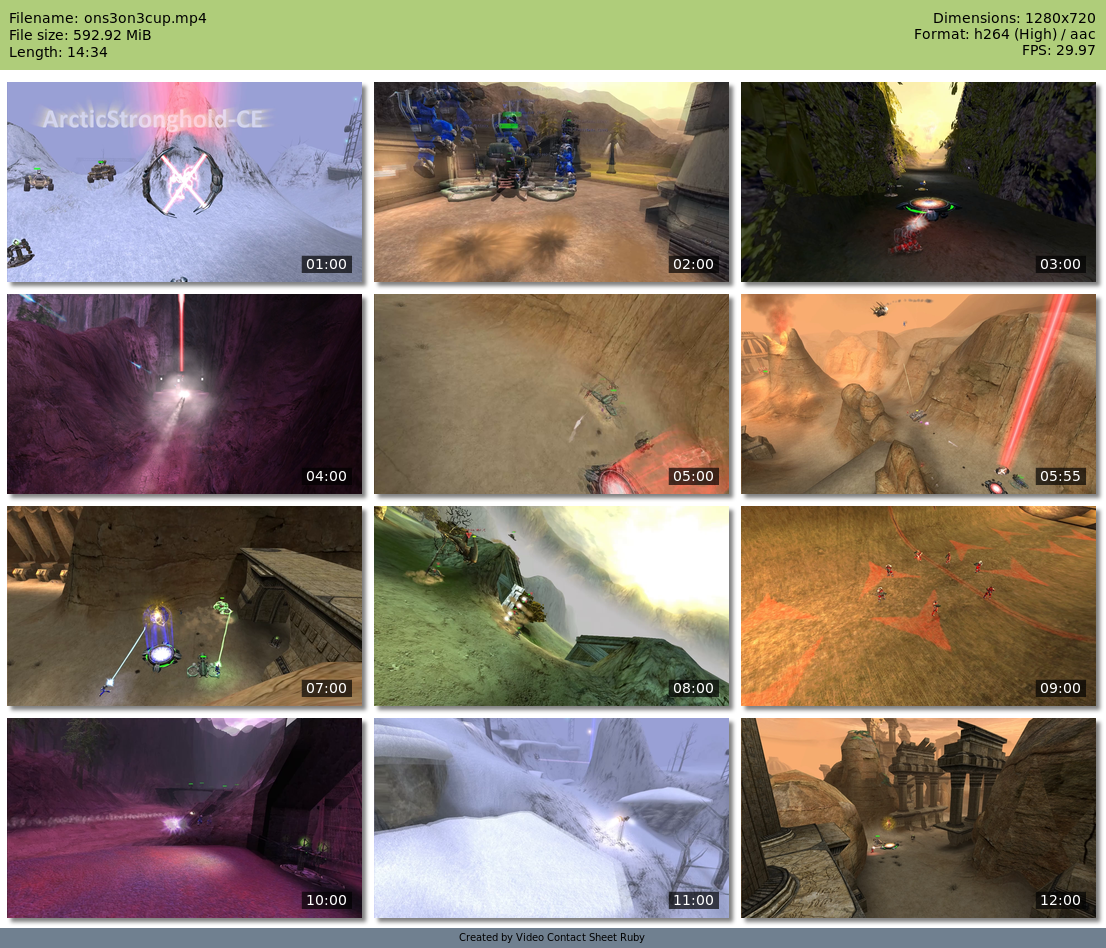 Filename: ons3on3cup.mp4
File size: 592.92 MiB
Length: 14:34
Dimensions: 1280x720
Format: h264 (High) / aac
FPS: 29.97
ArcticStronghold-CE
01:00
02:00
03:00
04:00
05:00
05:55
07:00
08:00
09:00
10:00
11:00
12:00
Created by Video Contact Sheet Ruby